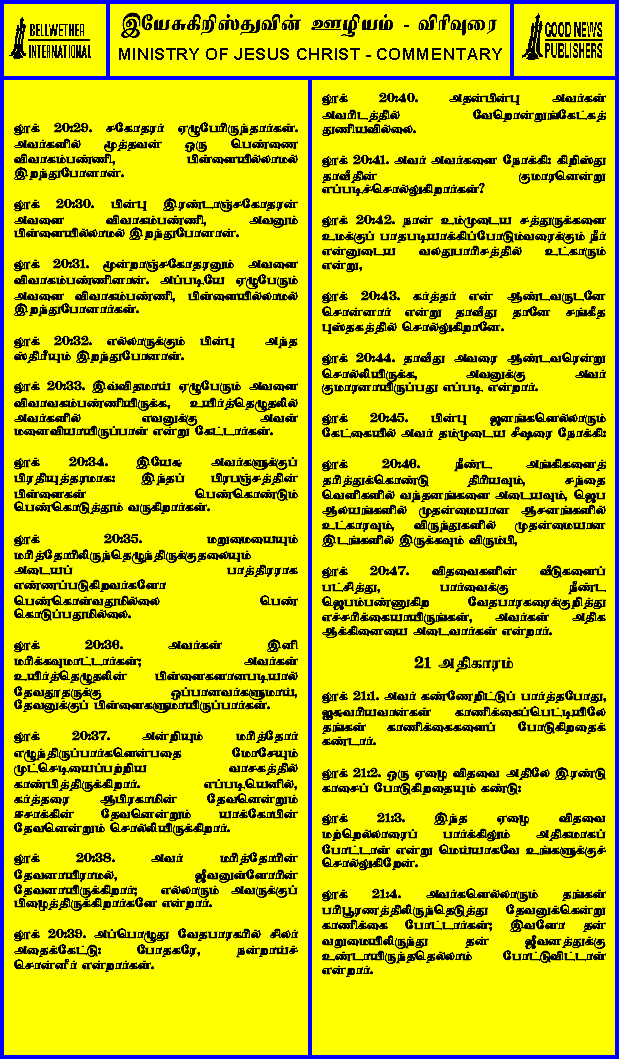 BELLWETHER
INTERNATIONAL
இயேசுகிறிஸ்துவின் ஊழியம் - விரிவுரை
MINISTRY OF JESUS CHRIST - COMMENTARY
GOOD NEWS
PUBLISHERS
லூக் 20:29. சகோதரர் ஏழுபேரிருந்தார்கள்.
அவர்களில் மூத்தவன் ஒரு பெண்ணை
விவாகம்பண்ணி, பிள்ளையில்லாமல்
இறந்துபோனான்.
லூக் 20:30. பின்பு இரண்டாஞ்சகோதரன்
அவளை விவாகம்பண்ணி, அவனும்
பிள்ளையில்லாமல் இறந்துபோனான்.
லூக் 20:31. மூன்றாஞ்சகோதரனும் அவளை
விவாகம்பண்ணினான். அப்படியே ஏழுபேரும்
அவளை விவாகம்பண்ணி, பிள்ளையில்லாமல்
இறந்துபோனார்கள்.
லூக் 20:32. எல்லாருக்கும் பின்பு அந்த
ஸ்திரீயும் இறந்துபோனாள்.
லூக் 20:33. இவ்விதமாய் ஏழுபேரும் அவளை
விவாவகம்பண்ணியிருக்க, உயிர்த்தெழுதலில்
அவர்களில் எவனுக்கு அவள்
மனைவியாயிருப்பாள் என்று கேட்டார்கள்.
லூக் 20:34. இயேசு அவர்களுக்குப்
பிரதியுத்தரமாக: இந்தப் பிரபஞ்சத்தின்
பிள்ளைகள் பெண்கொண்டும்
பெண்கொடுத்தும் வருகிறார்கள்.
லூக் 20:35. மறுமையையும்
மரித்தோரிலிருந்தெழுந்திருக்குதலையும்
அடையப் பாத்திரராக
எண்ணப்படுகிறவர்களோ
பெண்கொள்வதுமில்லை பெண்
கொடுப்பதுமில்லை.
லூக் 20:36. அவர்கள் இனி
மரிக்கவுமாட்டார்கள்; அவர்கள்
உயிர்த்தெழுதலின் பிள்ளைகளானபடியால்
தேவதூதருக்கு ஒப்பானவர்களுமாய்,
தேவனுக்குப் பிள்ளைகளுமாயிருப்பார்கள்.
லூக் 20:37. அன்றியும் மரித்தோர்
எழுந்திருப்பார்களென்பதை மோசேயும்
முட்செடியைப்பற்றிய வாசகத்தில்
காண்பித்திருக்கிறார். எப்படியெனில்,
கர்த்தரை ஆபிரகாமின் தேவனென்றும்
ஈசாக்கின் தேவனென்றும் யாக்கோபின்
தேவனென்றும் சொல்லியிருக்கிறார்.
லூக் 20:38. அவர் மரித்தோரின்
தேவனாயிராமல், ஜீவனுள்ளோரின்
தேவனாயிருக்கிறார்; எல்லாரும் அவருக்குப்
பிழைத்திருக்கிறார்களே என்றார்.
லூக் 20:39. அப்பொழுது வேதபாரகரில் சிலர்
அதைக்கேட்டு: போதகரே, நன்றாய்ச்
சொன்னீர் என்றார்கள்.
லூக் 20:40. அதன்பின்பு அவர்கள்
அவரிடத்தில் வேறொன்றுங்கேட்கத்
துணியவில்லை.
லூக் 20:41. அவர் அவர்களை நோக்கி: கிறிஸ்து
தாவீதின் குமாரனென்று
எப்படிச்சொல்லுகிறார்கள்?
லூக் 20:42. நான் உம்முடைய சத்துருக்களை
உமக்குப் பாதபடியாக்கிப்போடும்வரைக்கும் நீர்
என்னுடைய வலதுபாரிசத்தில் உட்காரும்
என்று,
லூக் 20:43. கர்த்தர் என் ஆண்டவருடனே
சொன்னார் என்று தாவீது தானே சங்கீத
புஸ்தகத்தில் சொல்லுகிறானே.
லூக் 20:44. தாவீது அவரை ஆண்டவரென்று
சொல்லியிருக்க, அவனுக்கு அவர்
குமாரனாயிருப்பது எப்படி என்றார்.
லூக் 20:45. பின்பு ஜனங்களெல்லாரும்
கேட்கையில் அவர் தம்முடைய சீஷரை நோக்கி:
லூக் 20:46. நீண்ட அங்கிகளைத்
தரித்துக்கொண்டு திரியவும், சந்தை
வெளிகளில் வந்தனங்களை அடையவும், ஜெப
ஆலயங்களில் முதன்மையான ஆசனங்களில்
உட்காரவும், விருந்துகளில் முதன்மையான
இடங்களில் இருக்கவும் விரும்பி,
லூக் 20:47. விதவைகளின் வீடுகளைப்
பட்சித்து, பார்வைக்கு நீண்ட
ஜெபம்பண்ணுகிற வேதபாரகரைக்குறித்து
எச்சரிக்கையாயிருங்கள், அவர்கள் அதிக
ஆக்கினையை அடைவார்கள் என்றார்.
21 அதிகாரம்
லூக் 21:1. அவர் கண்ணேறிட்டுப் பார்த்தபோது,
ஐசுவரியவான்கள் காணிக்கைப்பெட்டியிலே
தங்கள் காணிக்கைகளைப் போடுகிறதைக்
கண்டார்.
லூக் 21:2. ஒரு ஏழை விதவை அதிலே இரண்டு
காசைப் போடுகிறதையும் கண்டு:
லூக் 21:3. இந்த ஏழை விதவை
மற்றெல்லாரைப் பார்க்கிலும் அதிகமாகப்
போட்டாள் என்று மெய்யாகவே உங்களுக்குச்
சொல்லுகிறேன்.
லூக் 21:4. அவர்களெல்லாரும் தங்கள்
பரிபூரணத்திலிருந்தெடுத்து தேவனுக்கென்று
காணிக்கை போட்டார்கள்; இவளோ தன்
வறுமையிலிருந்து தன் ஜீவனத்துக்கு
உண்டாயிருந்ததெல்லாம் போட்டுவிட்டாள்
என்றார்.